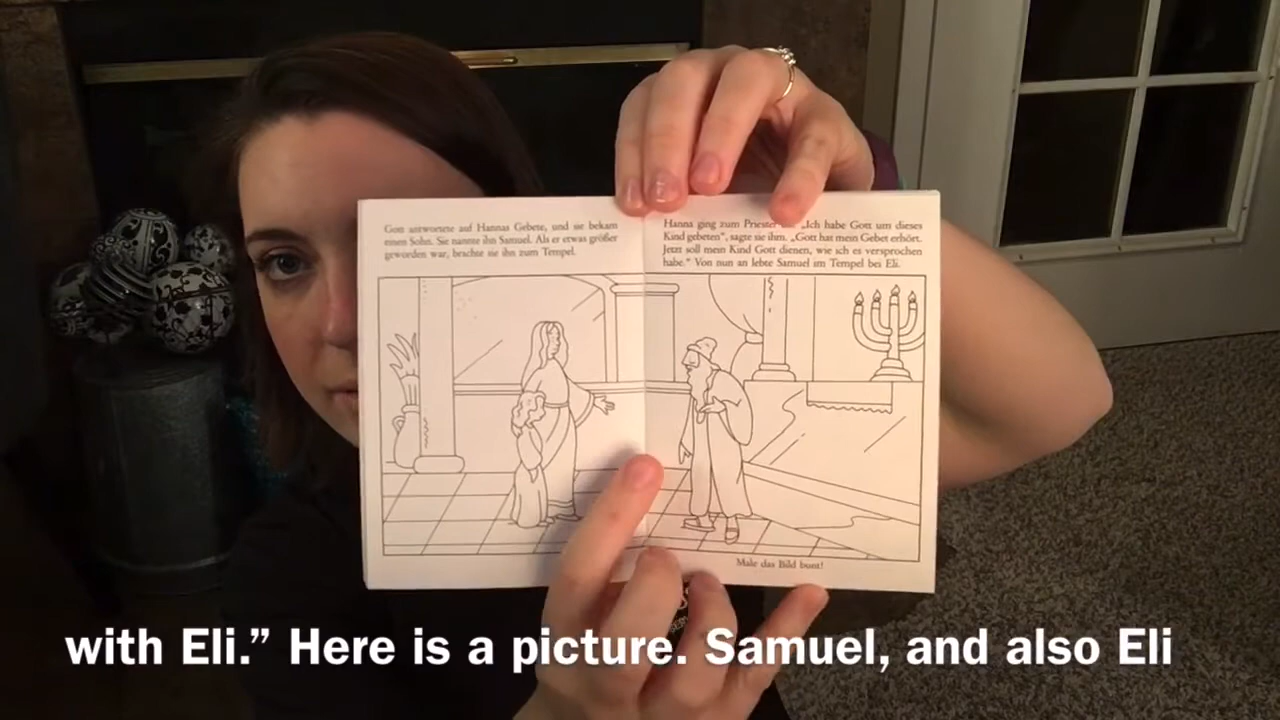 Gott antwortete auf Hannas Gebete, und sie bekam
einen Sohn. Sie nannte ihn Samuel. Als er etwas größer
geworden war, brachte sie ihn zum Tempel.
Hanna ging zum Priester „Ich habe Gott um dieses
Kind gebeten“, sagte sie ihm. „Gott hat mein Gebet erhört.
Jetzt soll mein Kind Gott dienen, wie ich es versprochen
habe.“ Von nun an lebte Samuel im Tempel bei Eli.
Male das Bild bunt!
with Eli.” Here is a picture. Samuel, and also Eli